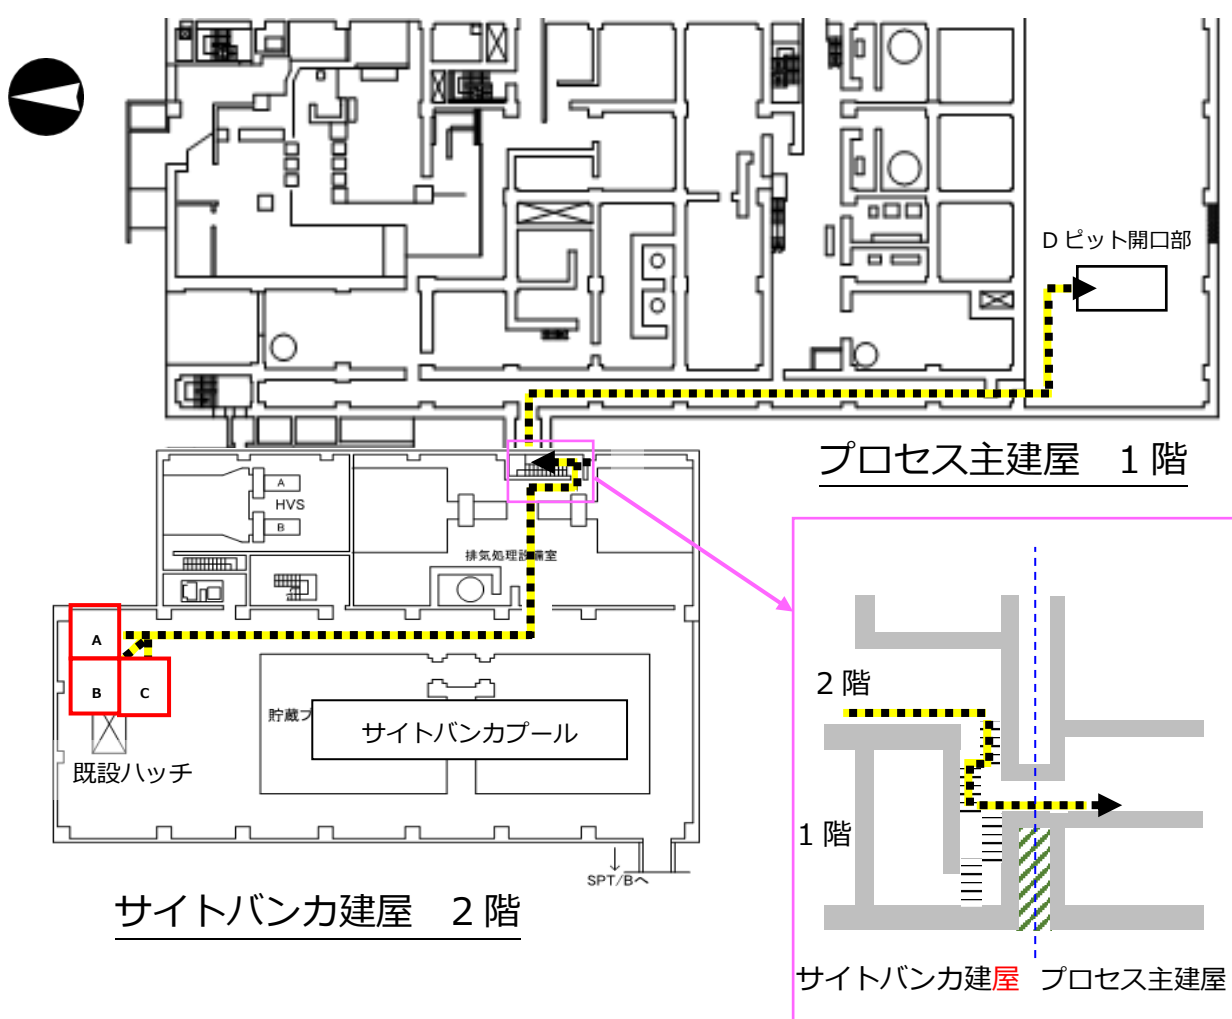 Dピット開口部
プロセス主建屋　1階
A
HVS
B
排気処理設備室
A
B
C
貯蔵プ
サイトバンカプール
既設ハッチ
SPT/Bへ
サイトバンカ建屋　2階
2階
1階
サイトバンカ建屋
プロセス主建屋